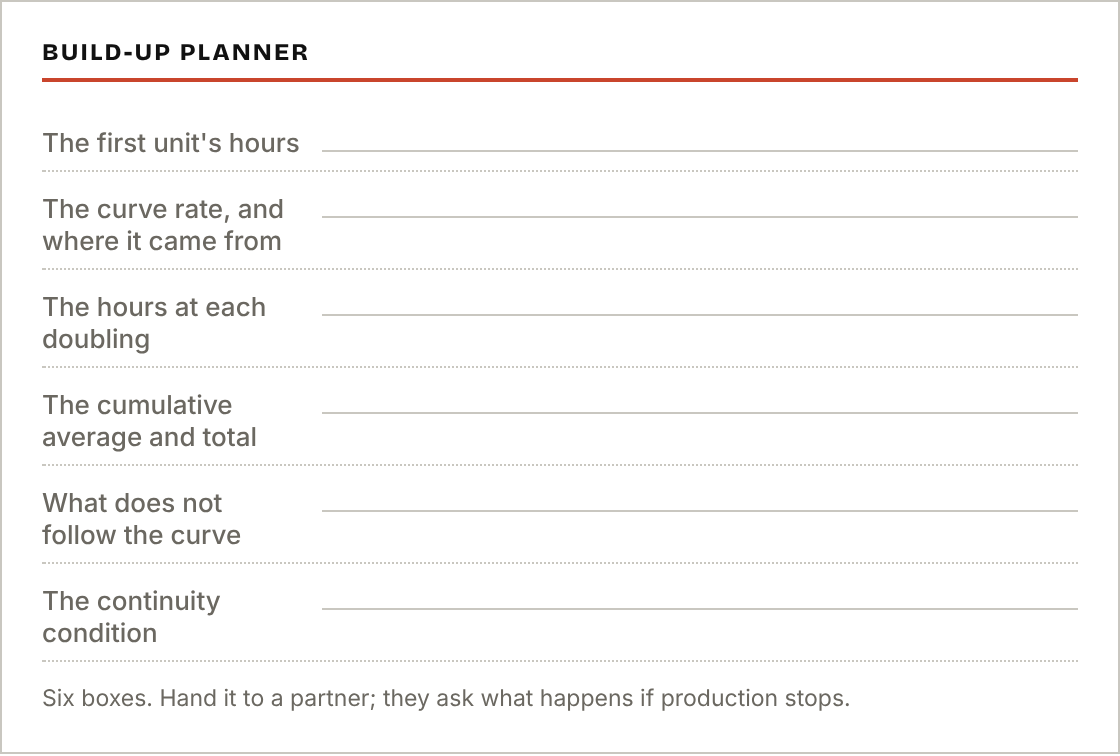 BUILD-UP PLANNER
The first unit's hours
The curve rate, and
where it came from
The hours at each
doubling
The cumulative
average and total
What does not
follow the curve
The continuity
condition
Six boxes. Hand it to a partner; they ask what happens if production stops.